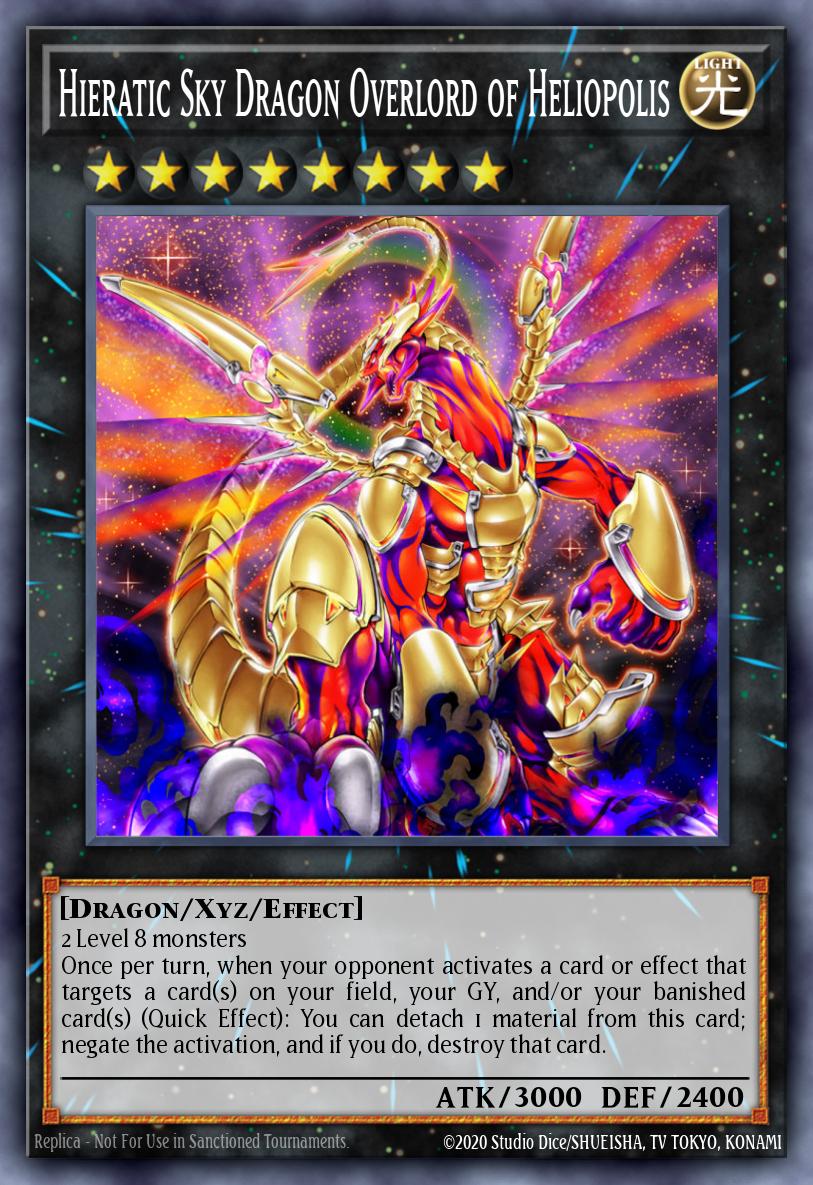 Hieratic Sky Dragon Overlord of Heliopolis
LIGHT
光
[Dragon/Xyz/Effect]
2 Level 8 monsters
Once per turn, when your opponent activates a card or effect that
targets a card(s) on your field, your GY, and/or your banished
card(s) (Quick Effect): You can detach 1 material from this card;
negate the activation, and if you do, destroy that card.
ATK/3000 DEF/2400
Replica - Not For Use in Sanctioned Tournaments.
©2020 Studio Dice/SHUEISHA, TV TOKYO, KONAMI